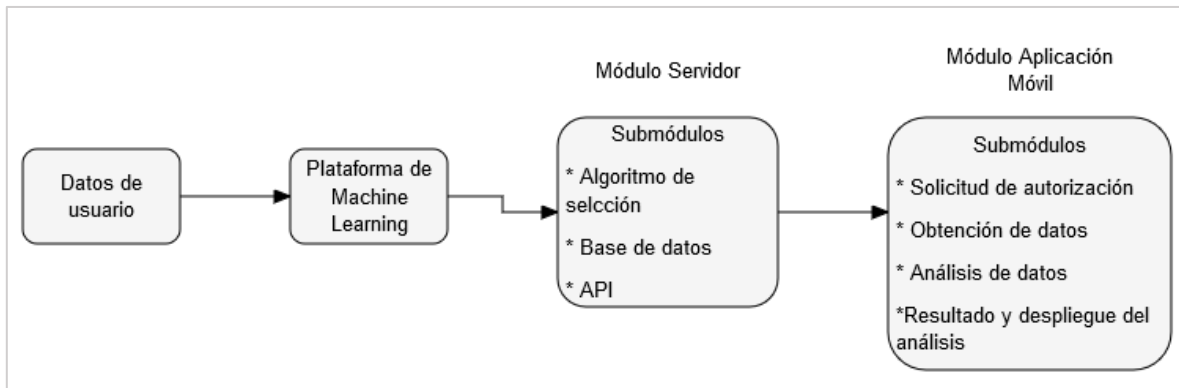 Datos de
usuario
Plataforma de
Machine
Learning
Módulo Servidor
Submódulos
* Algoritmo de
selcción
* Base de datos
* API
Módulo Aplicación
Móvil
Submódulos
* Solicitud de autorización
* Obtención de datos
* Análisis de datos
*Resultado y despliegue del
análisis